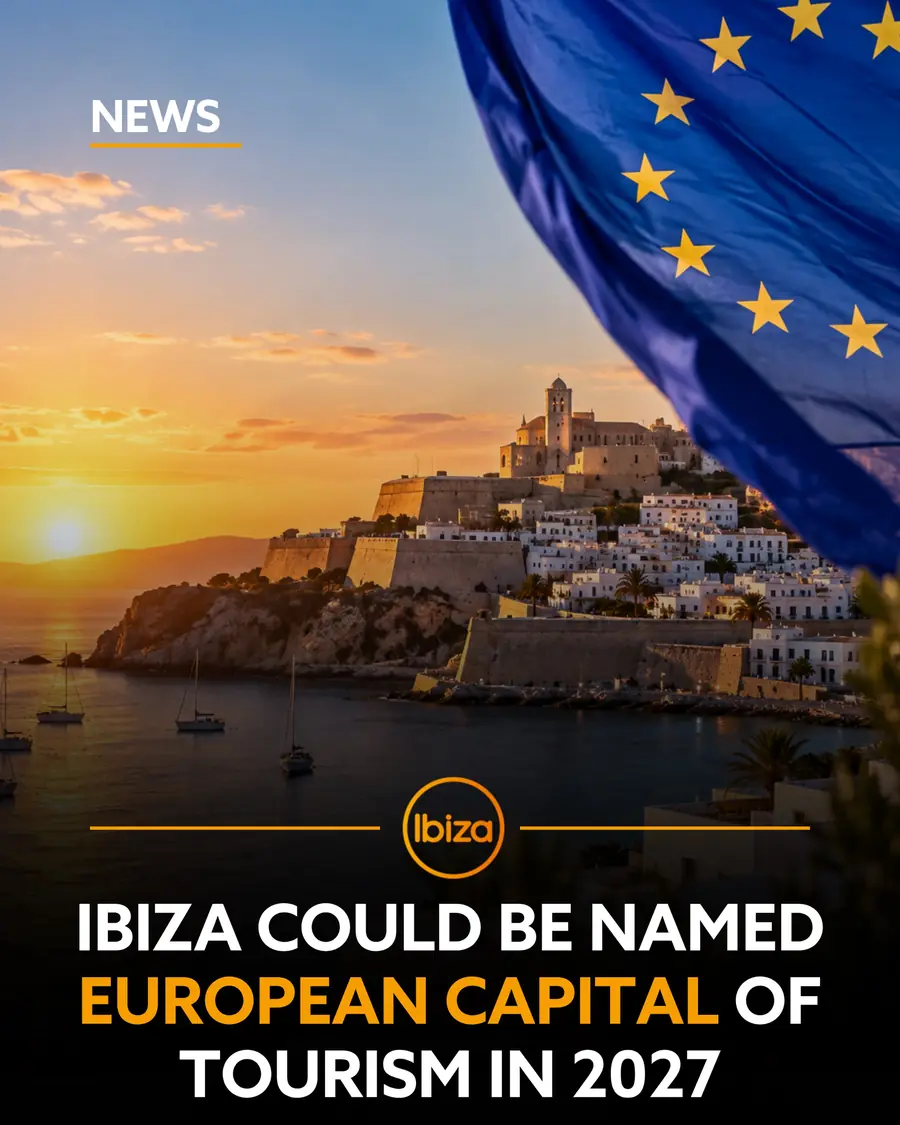 NEWS
Ibiza
IBIZA COULD BE NAMED
EUROPEAN CAPITAL OF
TOURISM IN 2027